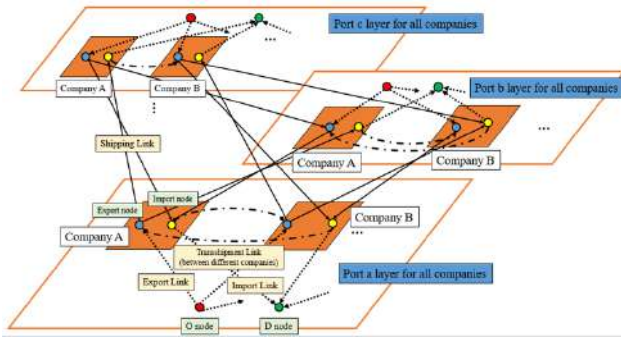 Port c layer for all companies
...
Company A
Company B
Port b layer for all companies
...
Shipping Link
Company A
Company B
Import node
Export node
Company A
Company B
...
Transshipment Link
(between different companies)
Port a layer for all companies
Export Link
Import Link
O node
D node